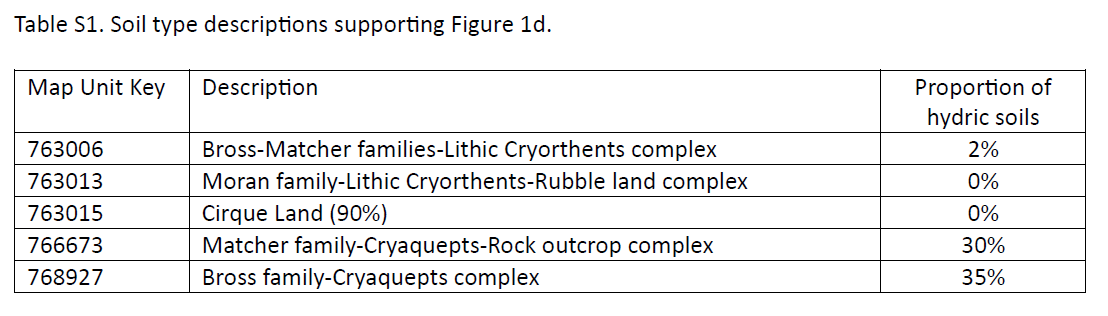 Table S1. Soil type descriptions supporting Figure 1d.
Map Unit Key Description Proportion of
hydric soils
763006 Bross-Matcher families-Lithic Cryorthents complex 2%
763013 Moran family-Lithic Cryorthents-Rubble land complex 0%
763015 Cirque Land (90%) 0%
766673 Matcher family-Cryaquepts-Rock outcrop complex 30%
768927 Bross family-Cryaquepts complex 35%